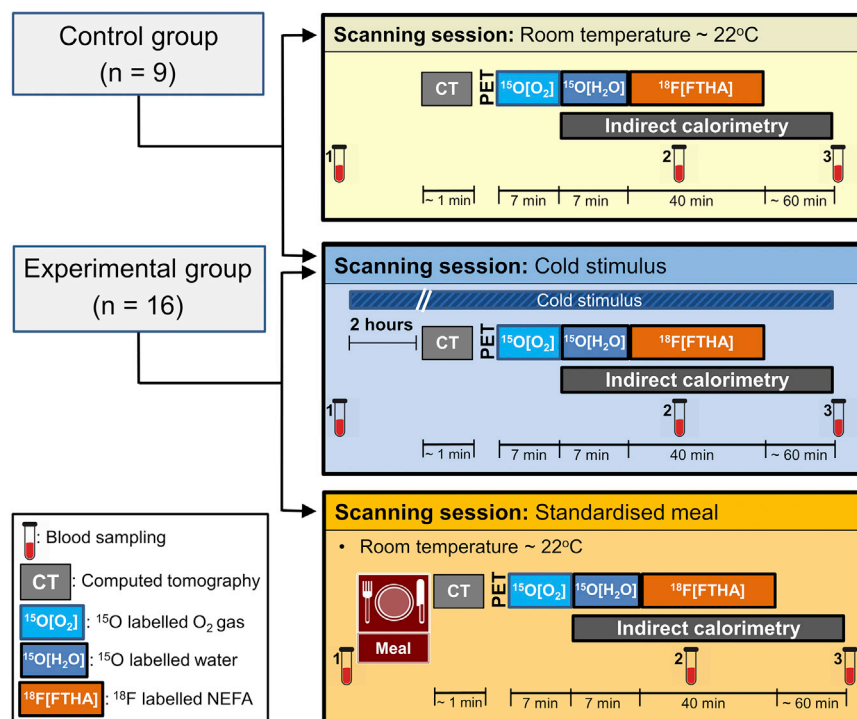 Control group
(n = 9)
Scanning session: Room temperature ~ 22ºC
CT
PET
¹⁵O[O₂]
¹⁵O[H₂O]
¹⁸F[FTHA]
Indirect calorimetry
1
2
3
~ 1 min
7 min
7 min
40 min
~ 60 min
Experimental group
(n = 16)
Scanning session: Cold stimulus
Cold stimulus
2 hours
CT
PET
¹⁵O[O₂]
¹⁵O[H₂O]
¹⁸F[FTHA]
Indirect calorimetry
1
2
3
~ 1 min
7 min
7 min
40 min
~ 60 min
Scanning session: Standardised meal
• Room temperature ~ 22ºC
Meal
CT
PET
¹⁵O[O₂]
¹⁵O[H₂O]
¹⁸F[FTHA]
Indirect calorimetry
1
2
3
~ 1 min
7 min
7 min
40 min
~ 60 min
: Blood sampling
CT : Computed tomography
¹⁵O[O₂] : ¹⁵O labelled O₂ gas
¹⁵O[H₂O] : ¹⁵O labelled water
¹⁸F[FTHA] : ¹⁸F labelled NEFA